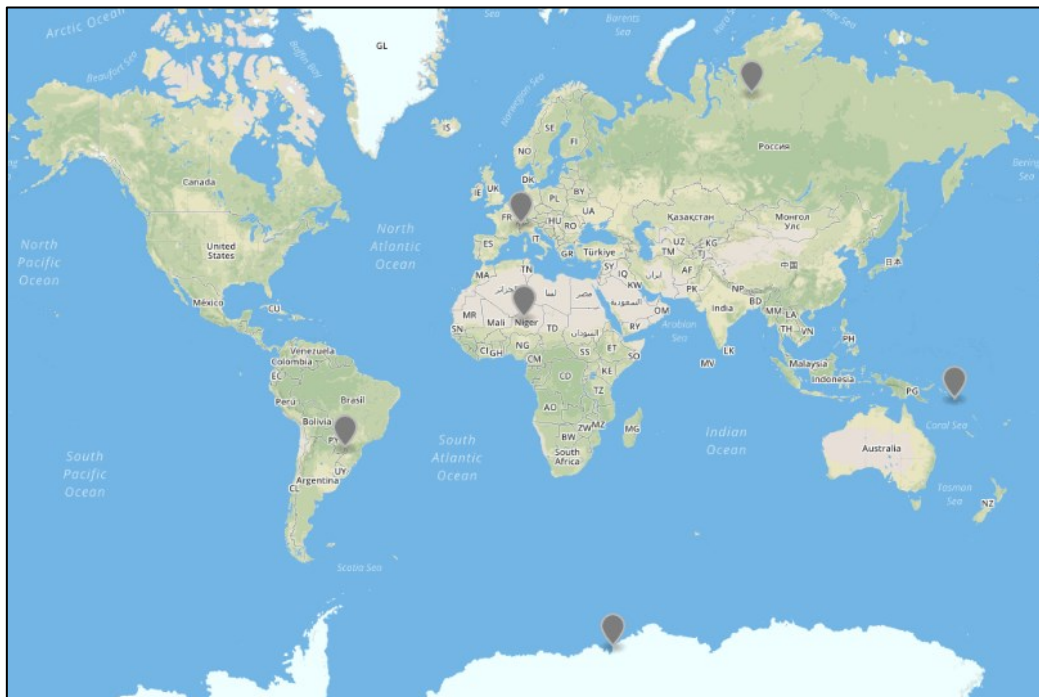 Arctic Ocean
Beaufort Sea
Baffin Bay
GL
Sea
Barents
Sea
Kara Sea
Norwegian Sea
IS
SE
FI
NO
Россия
Bering
Sea
Canada
DK
IE
UK
PL
BY
FR
HU
RO
UA
Қазақстан
Монгол
Улс
North
Pacific
Ocean
United
States
North
Atlantic
Ocean
ES
IT
GR
Türkiye
UZ
KG
TM
TJ
中国
日本
MA
TN
SY
IQ
ایران
AF
KW
PK
NP
México
CU
الجزائر
ليبيا
مصر
السعودية
OM
BD
India
MM
LA
MR
Mali
Niger
TD
السودان
RY
Arabian
Sea
TH
VN
PH
SN
CI
GH
NG
CM
SS
ET
SO
MV
LK
Venezuela
Colombia
EC
Malaysia
Indonesia
PG
CD
KE
TZ
Perú
Brasil
Bolivia
PY
AO
ZW
MZ
BW
MG
South
Africa
Indian
Ocean
Coral Sea
Australia
South
Pacific
Ocean
South
Atlantic
Ocean
UY
Argentina
CL
Tasman
Sea
NZ
Scotia Sea